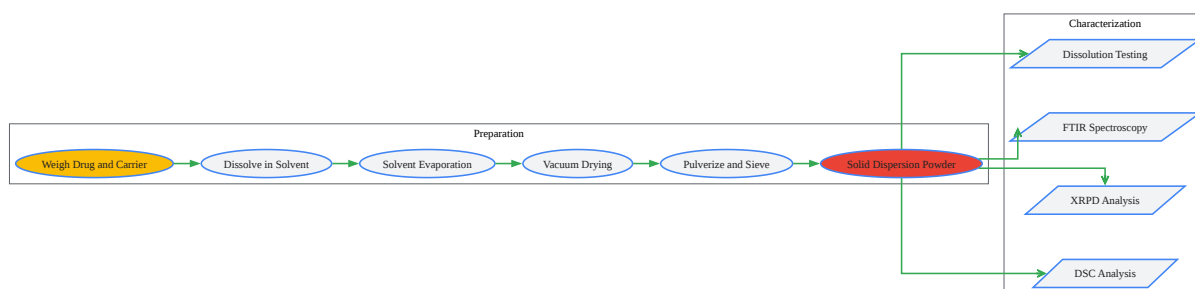 Characterization
Dissolution Testing
FTIR Spectroscopy
Preparation
Weigh Drug and Carrier
Dissolve in Solvent
Solvent Evaporation
Vacuum Drying
Pulverize and Sieve
Solid Dispersion Powder
XRPD Analysis
DSC Analysis